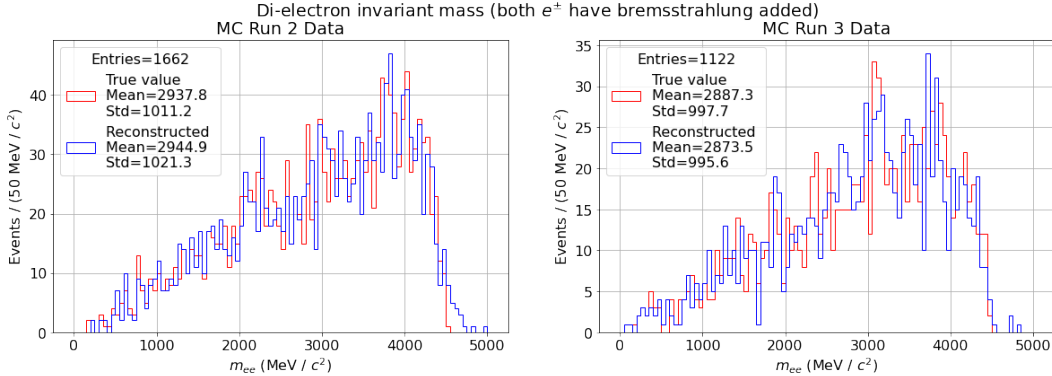 Di-electron invariant mass (both e± have bremsstrahlung added)
MC Run 2 Data
Events / (50 MeV / c²)
40
30
20
10
0
Entries=1662
True value
Mean=2937.8
Std=1011.2
Reconstructed
Mean=2944.9
Std=1021.3
0 1000 2000 3000 4000 5000
mₑₑ (MeV / c²)
MC Run 3 Data
Events / (50 MeV / c²)
35
30
25
20
15
10
5
0
Entries=1122
True value
Mean=2887.3
Std=997.7
Reconstructed
Mean=2873.5
Std=995.6
0 1000 2000 3000 4000 5000
mₑₑ (MeV / c²)